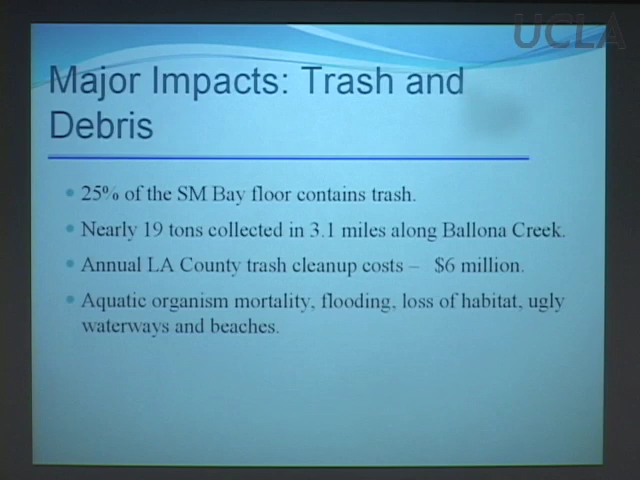 UCLA
Major Impacts: Trash and
Debris
25% of the SM Bay floor contains trash.
Nearly 19 tons collected in 3.1 miles along Ballona Creek.
Annual LA County trash cleanup costs – $6 million.
Aquatic organism mortality, flooding, loss of habitat, ugly
waterways and beaches.